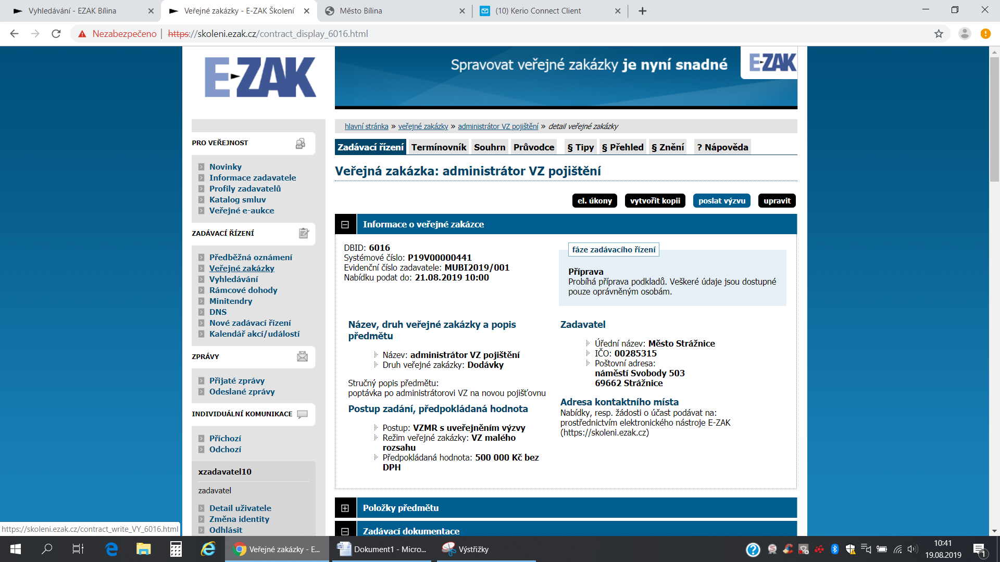 Vyhledávání - EZAK Bílina
Veřejné zakázky - E-ZAK Školení
Město Bílina
(10) Kerio Connect Client
Nezabezpečeno
https://skoleni.ezak.cz/contract_display_6016.html
E-ZAK
Spravovat veřejné zakázky je nyní snadné
E-ZAK
hlavní stránka » veřejné zakázky » administrátor VZ pojištění » detail veřejné zakázky
Zadávací řízení Termínovník Souhrn Průvodce § Tipy § Přehled § Znění ? Nápověda
Veřejná zakázka: administrátor VZ pojištění
el. úkony vytvořit kopii poslat výzvu upravit
PRO VEŘEJNOST
Novinky
Informace zadavatele
Profily zadavatelů
Katalog smluv
Veřejné e-aukce
ZADÁVACÍ ŘÍZENÍ
Předběžná oznámení
Veřejné zakázky
Vyhledávání
Rámcové dohody
Minitendry
DNS
Nové zadávací řízení
Kalendář akcí/událostí
ZPRÁVY
Přijaté zprávy
Odeslané zprávy
INDIVIDUÁLNÍ KOMUNIKACE
Příchozí
Odchozí
xzadavatel10
zadavatel
Detail uživatele
Změna identity
Odhlásit
Informace o veřejné zakázce
DBID: 6016
Systémové číslo: P19V00000441
Evidenční číslo zadavatele: MUBI2019/001
Nabídku podat do: 21.08.2019 10:00
fáze zadávacího řízení
Příprava
Probíhá příprava podkladů. Veškeré údaje jsou dostupné
pouze oprávněným osobám.
Název, druh veřejné zakázky a popis
předmětu
Název: administrátor VZ pojištění
Druh veřejné zakázky: Dodávky
Stručný popis předmětu:
poptávka po administrátorovi VZ na novou pojišťovnu
Postup zadání, předpokládaná hodnota
Postup: VZMR s uveřejněním výzvy
Režim veřejné zakázky: VZ malého
rozsahu
Předpokládaná hodnota: 500 000 Kč bez
DPH
Zadavatel
Úřední název: Město Strážnice
IČO: 00285315
Poštovní adresa:
náměstí Svobody 503
69662 Strážnice
Adresa kontaktního místa
Nabídky, resp. žádosti o účast podávat na:
prostřednictvím elektronického nástroje E-ZAK
(https://skoleni.ezak.cz)
Položky předmětu
Zadávací dokumentace
https://skoleni.ezak.cz/contract_write_VY_6016.html
Veřejné zakázky - E...
Dokument1 - Micro...
Výstřižky
10:41
19.08.2019
1